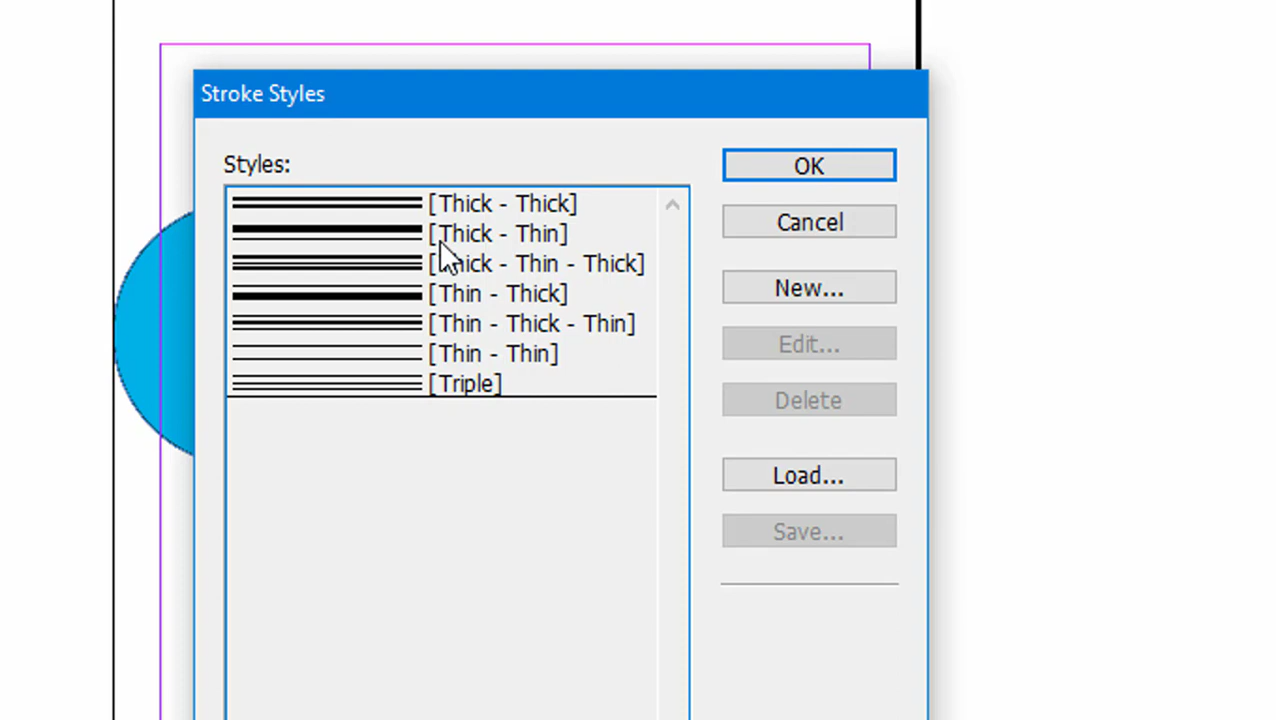 Stroke Styles
Styles:
[Thick - Thick]
[Thick - Thin]
[Thick - Thin - Thick]
[Thin - Thick]
[Thin - Thick - Thin]
[Thin - Thin]
[Triple]
OK
Cancel
New...
Edit...
Delete
Load...
Save...